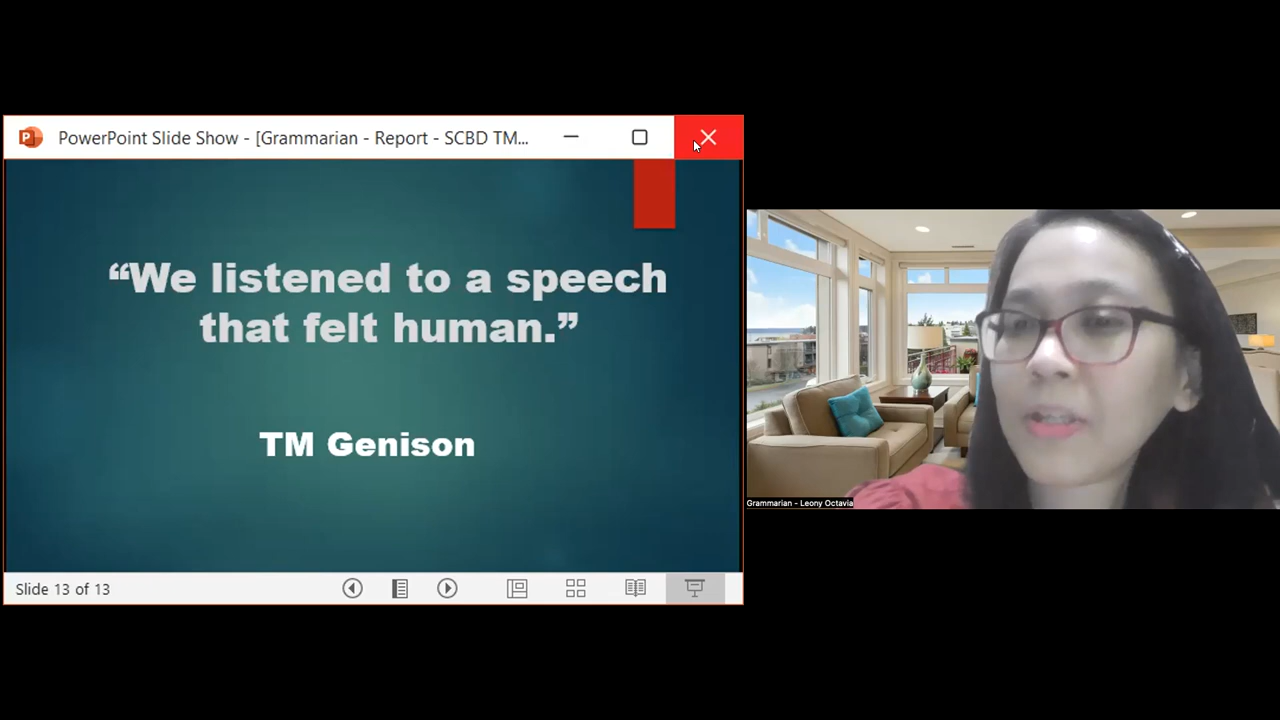 PowerPoint Slide Show - [Grammarian - Report - SCBD TM...
“We listened to a speech
that felt human.”
TM Genison
Slide 13 of 13
Grammarian - Leony Octavia